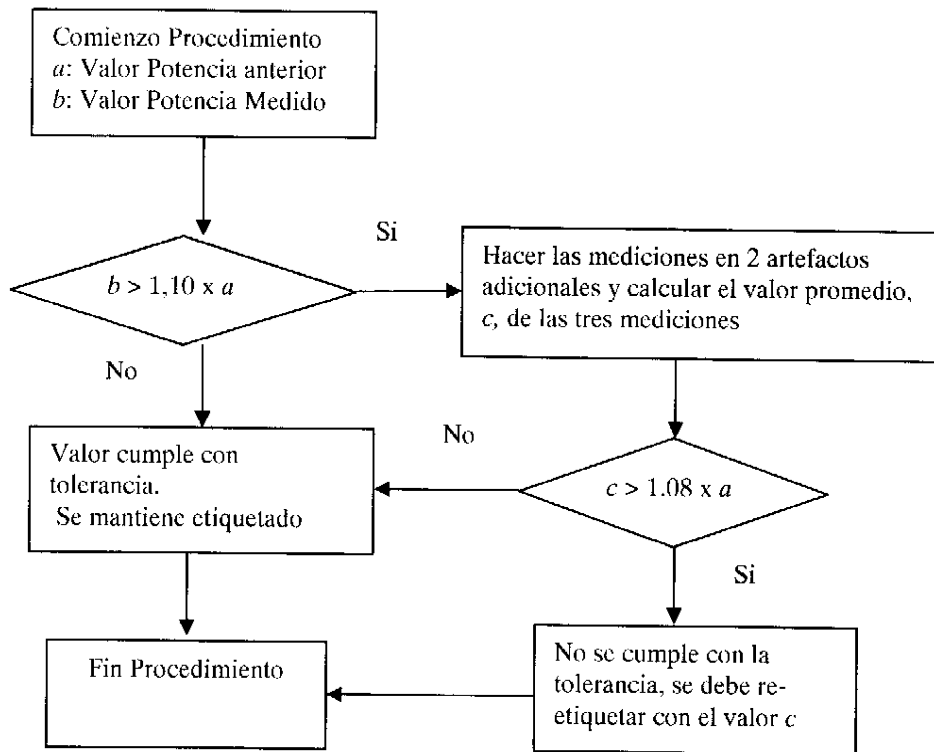 Comienzo Procedimiento
a: Valor Potencia anterior
b: Valor Potencia Medido
Si
b > 1,10 x a
Hacer las mediciones en 2 artefactos
adicionales y calcular el valor promedio,
c, de las tres mediciones
No
No
Valor cumple con
tolerancia.
Se mantiene etiquetado
c > 1.08 x a
Si
Fin Procedimiento
No se cumple con la
tolerancia, se debe re-
etiquetar con el valor c